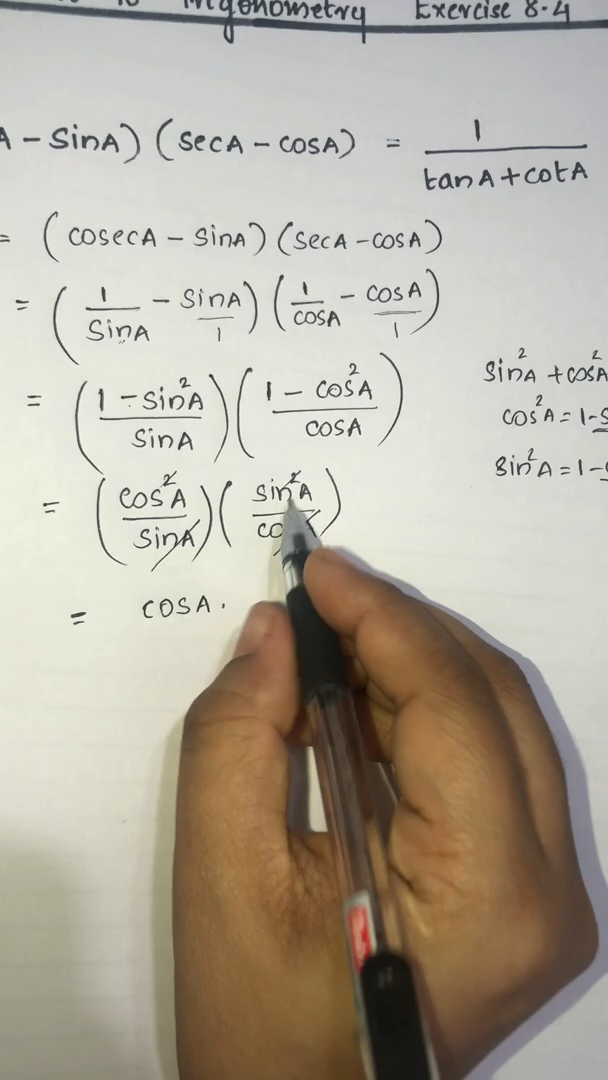 Trigonometry Exercise 8.4
A - SinA) (secA - cosA) = 1 / tanA + cotA
= (cosecA - sinA) (secA - cosA)
= (1/SinA - SinA/1) (1/cosA - cosA/1)
= (1 - sin²A / sinA) (1 - cos²A / cosA)
sin²A + cos²A
cos²A = 1 - s
sin²A = 1 -
= (cos²A / sinA) (sin²A / co
= cosA.